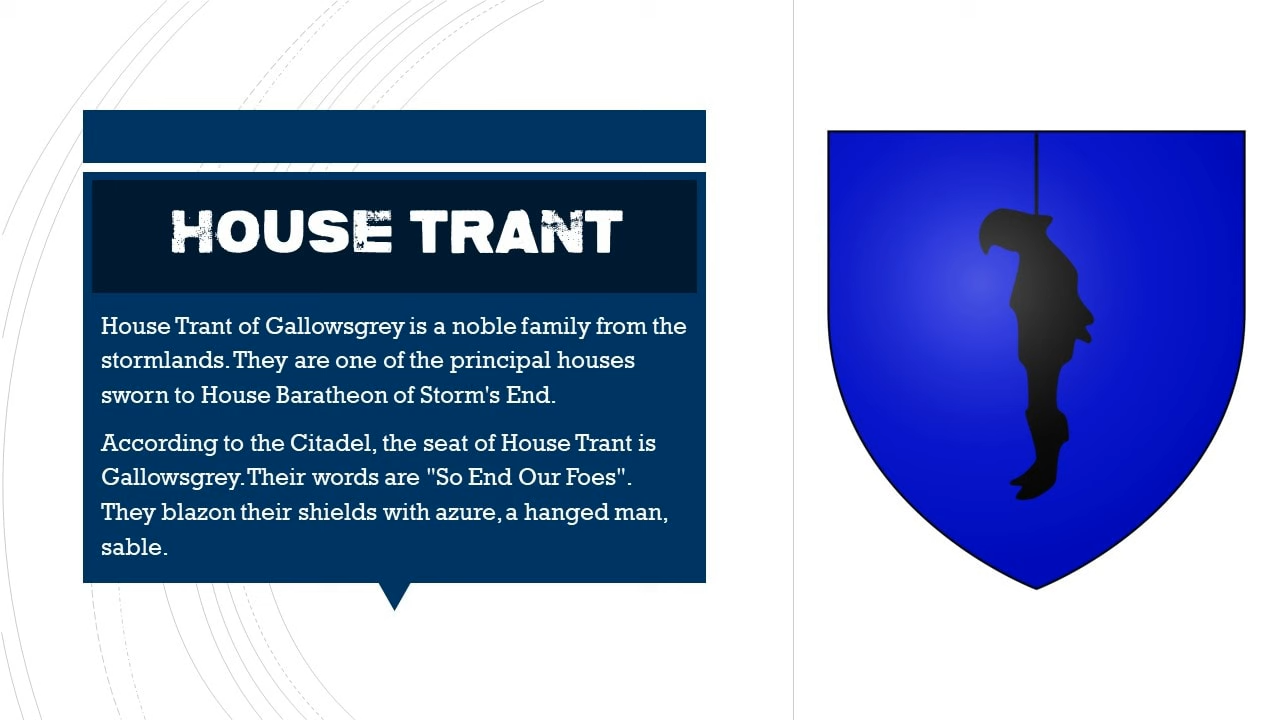 HOUSE TRANT
House Trant of Gallowsgrey is a noble family from the
stormlands. They are one of the principal houses
sworn to House Baratheon of Storm's End.
According to the Citadel, the seat of House Trant is
Gallowsgrey. Their words are "So End Our Foes".
They blazon their shields with azure, a hanged man,
sable.